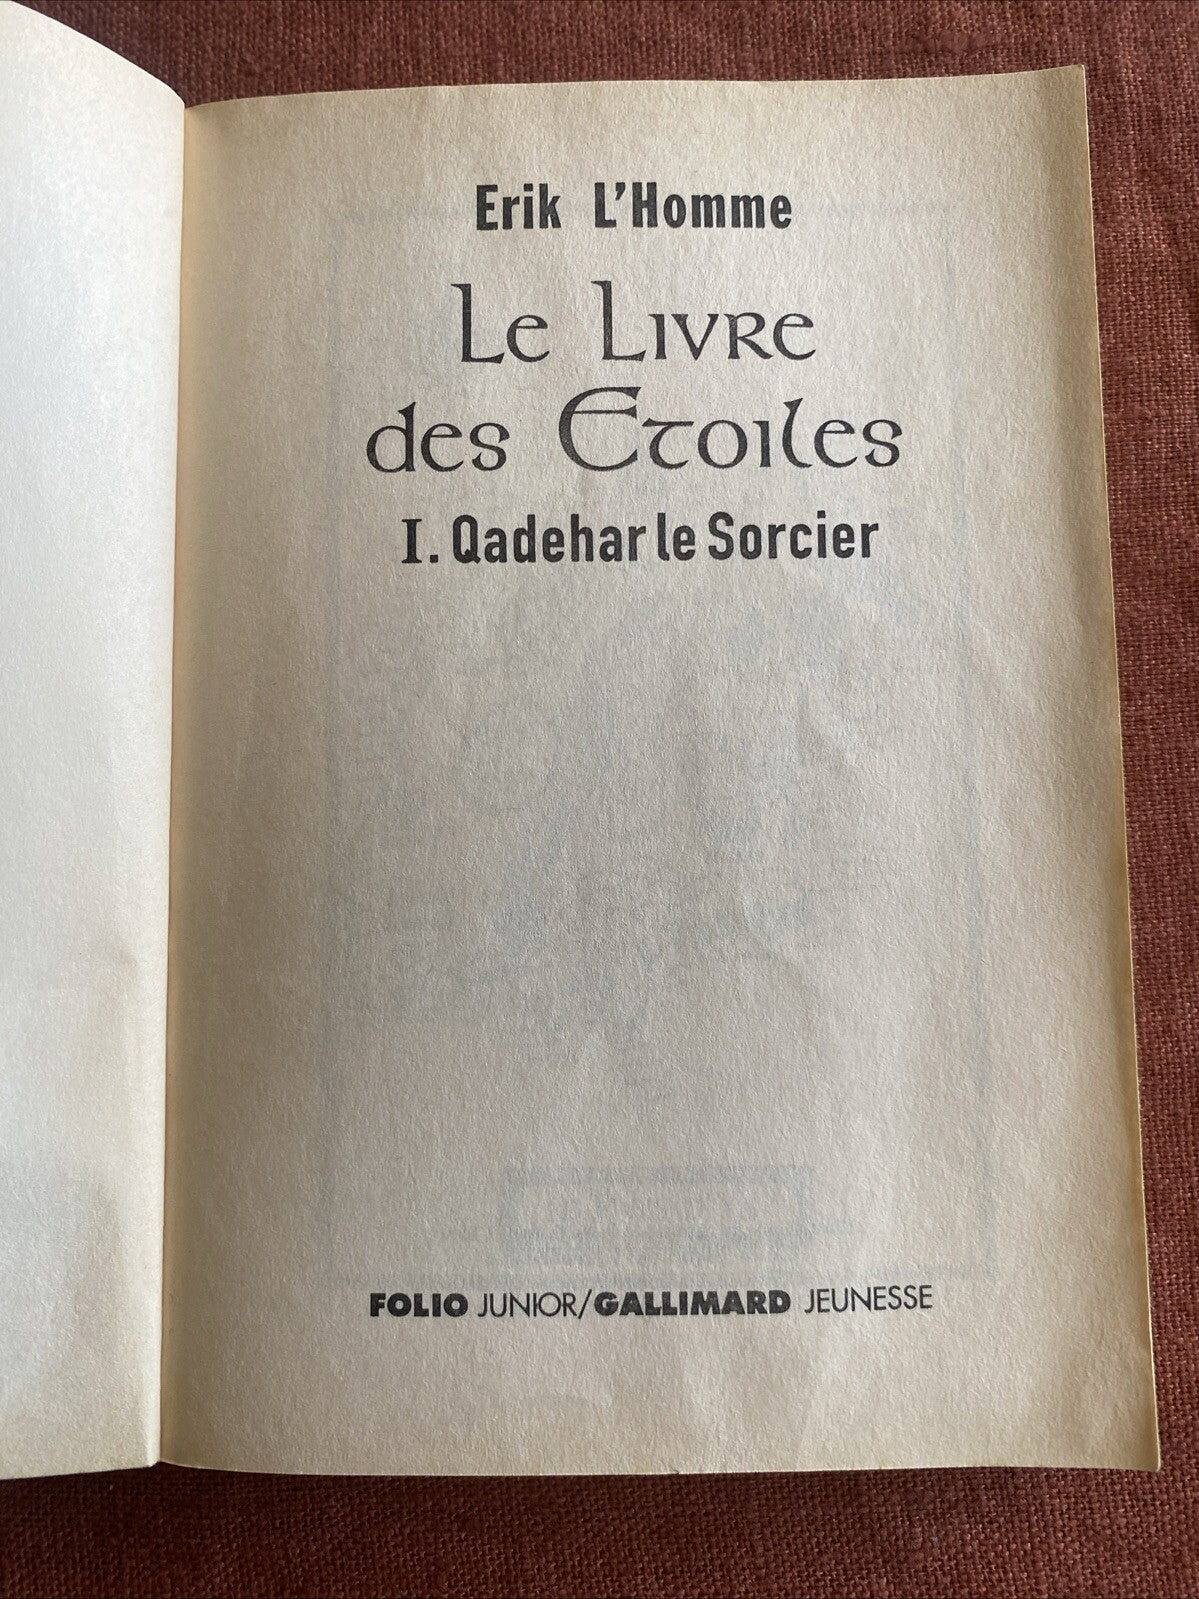 Erik L'Homme
Le Livre
des Etoiles
I. Qadehar le Sorcier
FOLIO JUNIOR/GALLIMARD JEUNESSE